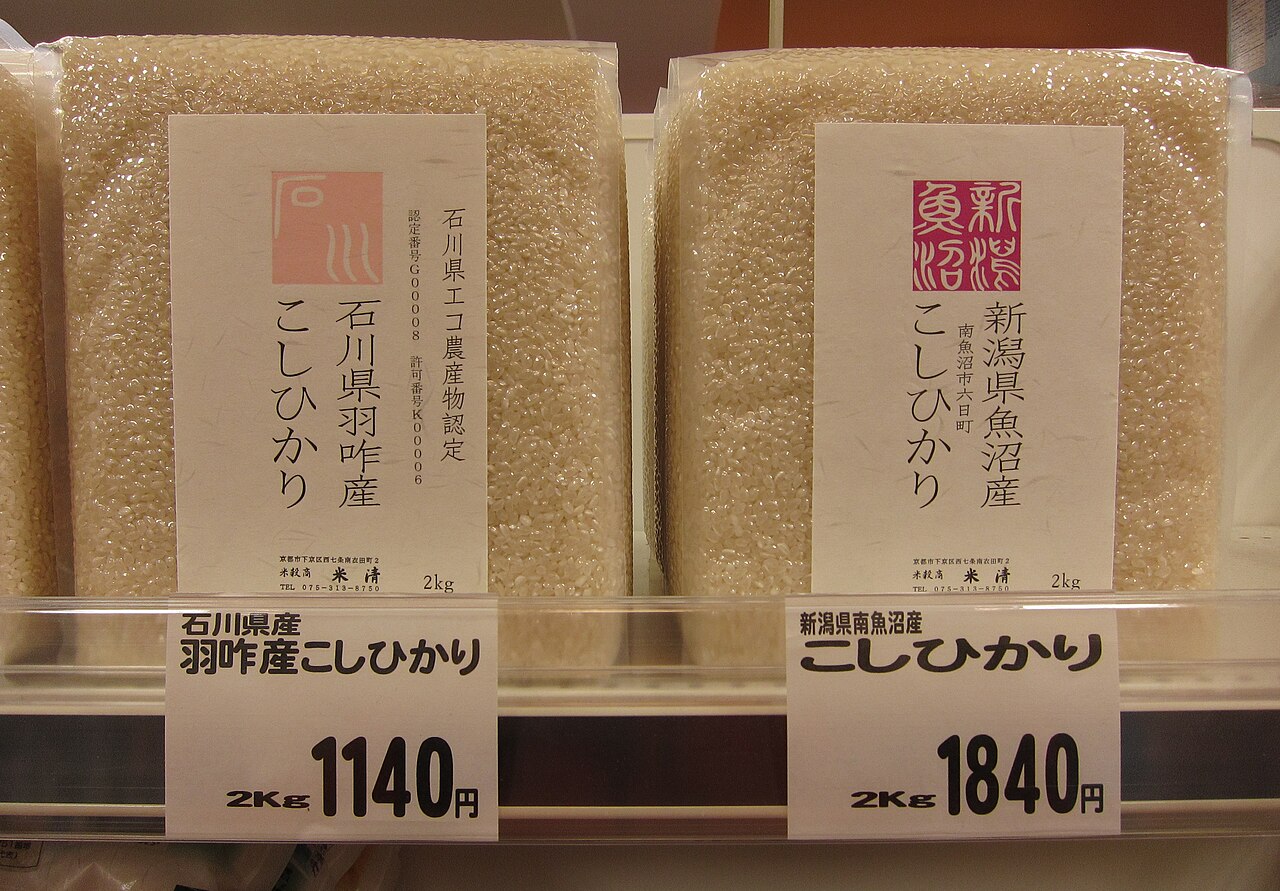 石川
石川県エコ農産物認定
認定番号G00008 許可番号K00006
石川県羽咋産
こしひかり
京都市下京区西七条南衣田町2
米穀商 米清
TEL 075-313-8750
2kg
新潟
魚沼
新潟県魚沼産
南魚沼市六日町
こしひかり
京都市下京区西七条南衣田町2
米穀商 米清
TEL 075-313-8750
2kg
石川県産
羽咋産こしひかり
2Kg 1140円
新潟県南魚沼産
こしひかり
2Kg 1840円